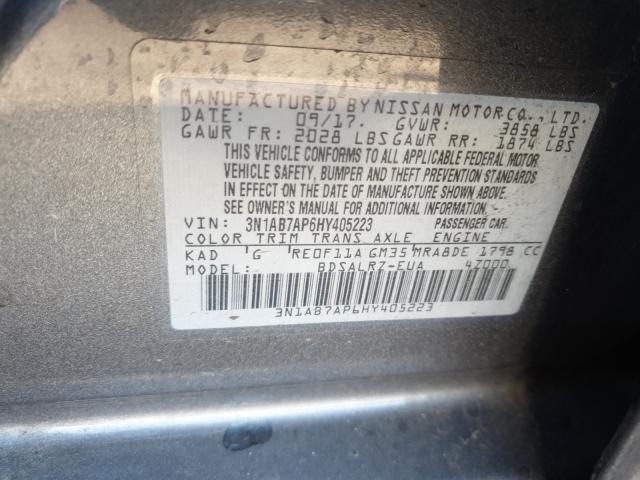 MANUFACTURED BY NISSAN MOTOR CO., LTD.
DATE: 09/17. GVWR: 3858 LBS
GAWR FR: 2028 LBS GAWR RR: 1874 LBS
THIS VEHICLE CONFORMS TO ALL APPLICABLE FEDERAL MOTOR
VEHICLE SAFETY, BUMPER AND THEFT PREVENTION STANDARDS
IN EFFECT ON THE DATE OF MANUFACTURE SHOWN ABOVE.
SEE OWNER'S MANUAL FOR ADDITIONAL INFORMATION.
VIN: 3N1AB7AP6HY405223 PASSENGER CAR.
COLOR TRIM TRANS AXLE ENGINE
KAD G RE0F11A GM35 MRA8DE 1798 CC
MODEL: BDSALRZ-EUA 4Z000
3N1AB7AP6HY405223